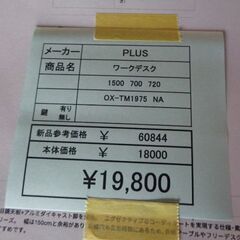 メーカー PLUS
商品名 ワークデスク
1500 700 720
OX-TM1975 NA
鍵 有り 無し
新品参考価格 ¥ 60844
本体価格 ¥ 18000
¥19,800